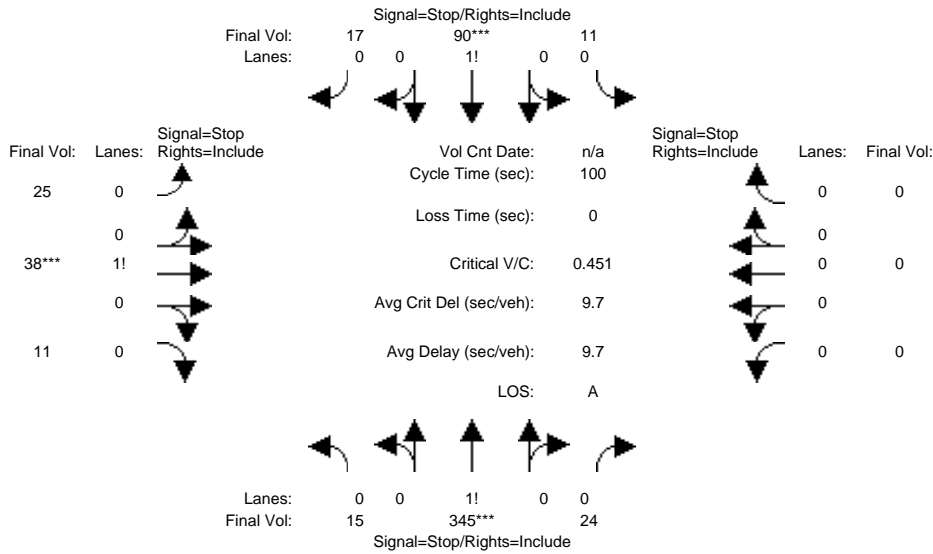 Signal=Stop/Rights=Include
Final Vol: 17 90*** 11
Lanes: 0 0 1! 0 0
Signal=Stop Signal=Stop
Final Vol: Lanes: Rights=Include Vol Cnt Date: n/a Rights=Include Lanes: Final Vol:
Cycle Time (sec): 100
25 0 0 0
Loss Time (sec): 0
0 0
38*** 1! Critical V/C: 0.451 0 0
0 Avg Crit Del (sec/veh): 9.7 0
11 0 Avg Delay (sec/veh): 9.7 0 0
LOS: A
Lanes: 0 0 1! 0 0
Final Vol: 15 345*** 24
Signal=Stop/Rights=Include